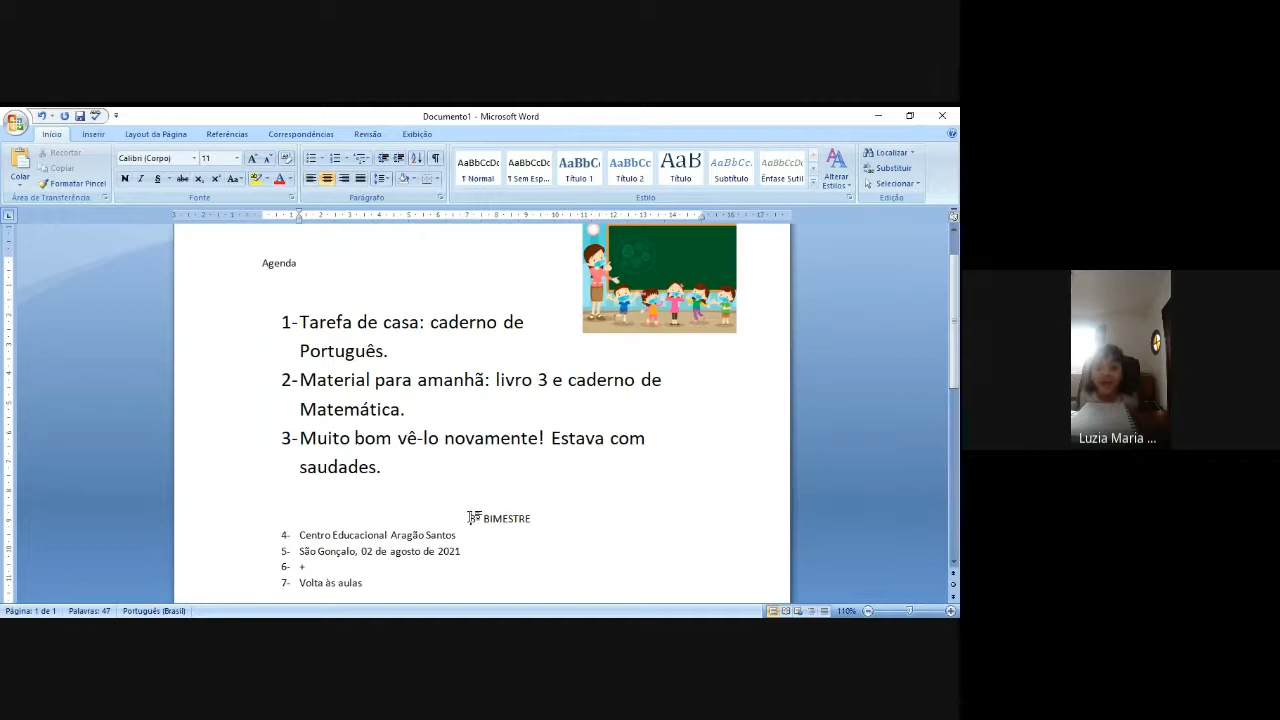 Documento1 - Microsoft Word
Início Inserir Layout da Página Referências Correspondências Revisão Exibição
Colar
Recortar
Copiar
Formatar Pincel
Área de Transferência
Calibri (Corpo) 11
Fonte
Parágrafo
AaBbCcDc AaBbCcDc AaBbC AaBbCc AaB AaBbCc. AaBbCcDc
¶ Normal ¶ Sem Esp... Título 1 Título 2 Título Subtítulo Ênfase Sutil
Alterar Estilos
Estilo
Localizar
Substituir
Selecionar
Edição
Agenda
1-Tarefa de casa: caderno de
Português.
2-Material para amanhã: livro 3 e caderno de
Matemática.
3-Muito bom vê-lo novamente! Estava com
saudades.
BIMESTRE
4- Centro Educacional Aragão Santos
5- São Gonçalo, 02 de agosto de 2021
6- +
7- Volta às aulas
Página: 1 de 1 Palavras: 47 Português (Brasil) 110%
Luzia Maria ...